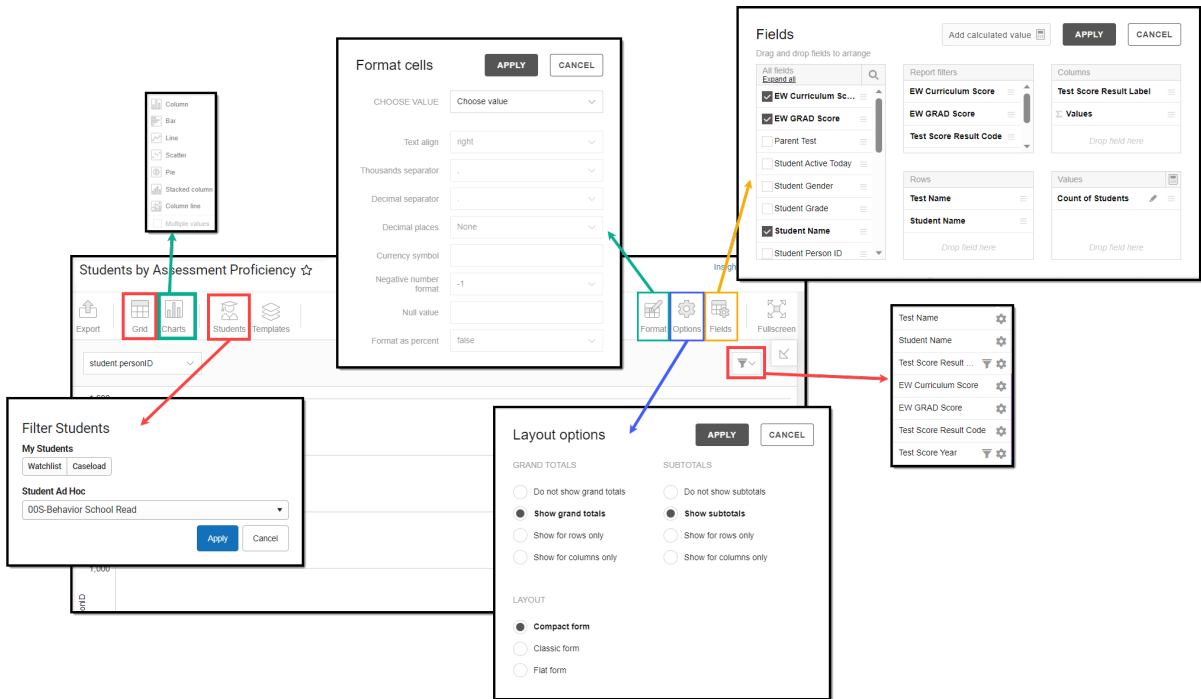 Column
Bar
Line
Scatter
Pie
Stacked column
Column line
Multiple values
Format cells
APPLY
CANCEL
CHOOSE VALUE
Choose value
Text align
right
Thousands separator
,
Decimal separator
.
Decimal places
None
Currency symbol
Negative number format
-1
Null value
Format as percent
false
Fields
Add calculated value
APPLY
CANCEL
Drag and drop fields to arrange
All fields
Expand all
EW Curriculum Sc...
EW GRAD Score
Parent Test
Student Active Today
Student Gender
Student Grade
Student Name
Student Person ID
Report filters
EW Curriculum Score
EW GRAD Score
Test Score Result Code
Columns
Test Score Result Label
Σ Values
Drop field here
Rows
Test Name
Student Name
Drop field here
Values
Count of Students
Drop field here
Students by Assessment Proficiency
Insigh
Export
Grid
Charts
Students
Templates
Format
Options
Fields
Fullscreen
student.personID
Filter Students
My Students
Watchlist
Caseload
Student Ad Hoc
00S-Behavior School Read
Apply
Cancel
1,000
onID
Layout options
APPLY
CANCEL
GRAND TOTALS
Do not show grand totals
Show grand totals
Show for rows only
Show for columns only
SUBTOTALS
Do not show subtotals
Show subtotals
Show for rows only
Show for columns only
LAYOUT
Compact form
Classic form
Flat form
Test Name
Student Name
Test Score Result ...
EW Curriculum Score
EW GRAD Score
Test Score Result Code
Test Score Year